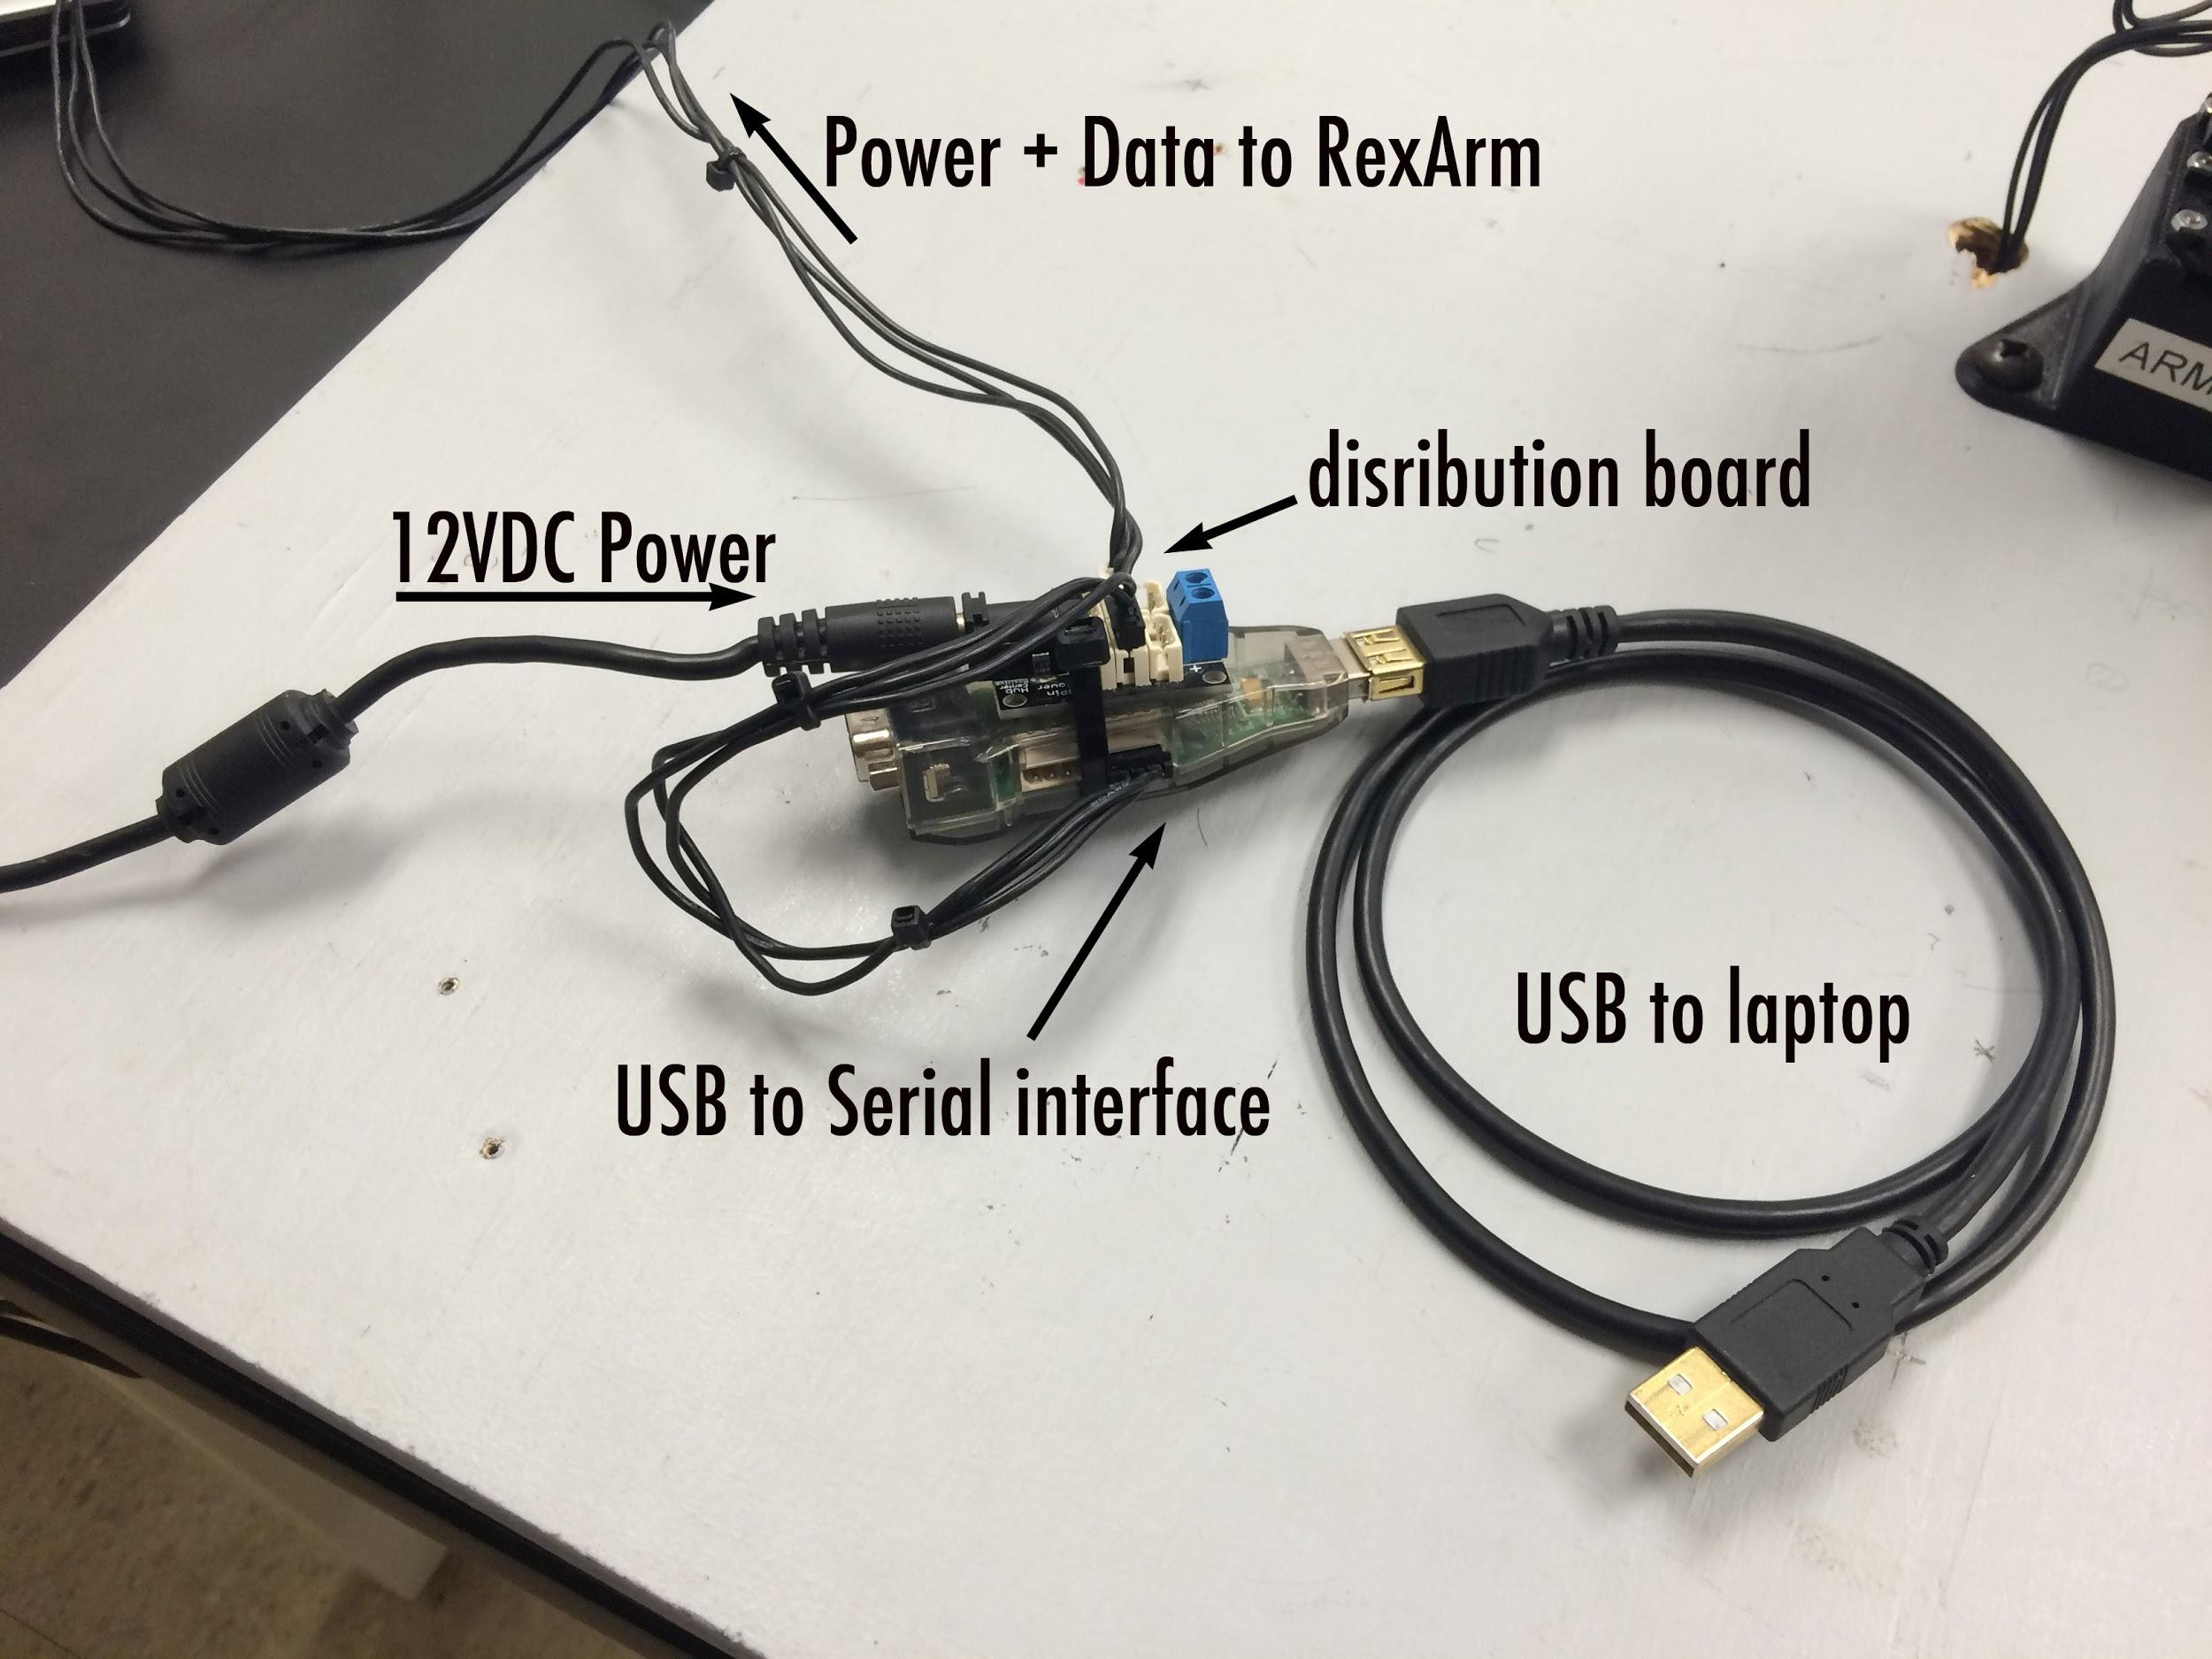 Power + Data to RexArm
disribution board
12VDC Power
ARM
USB to laptop
USB to Serial interface